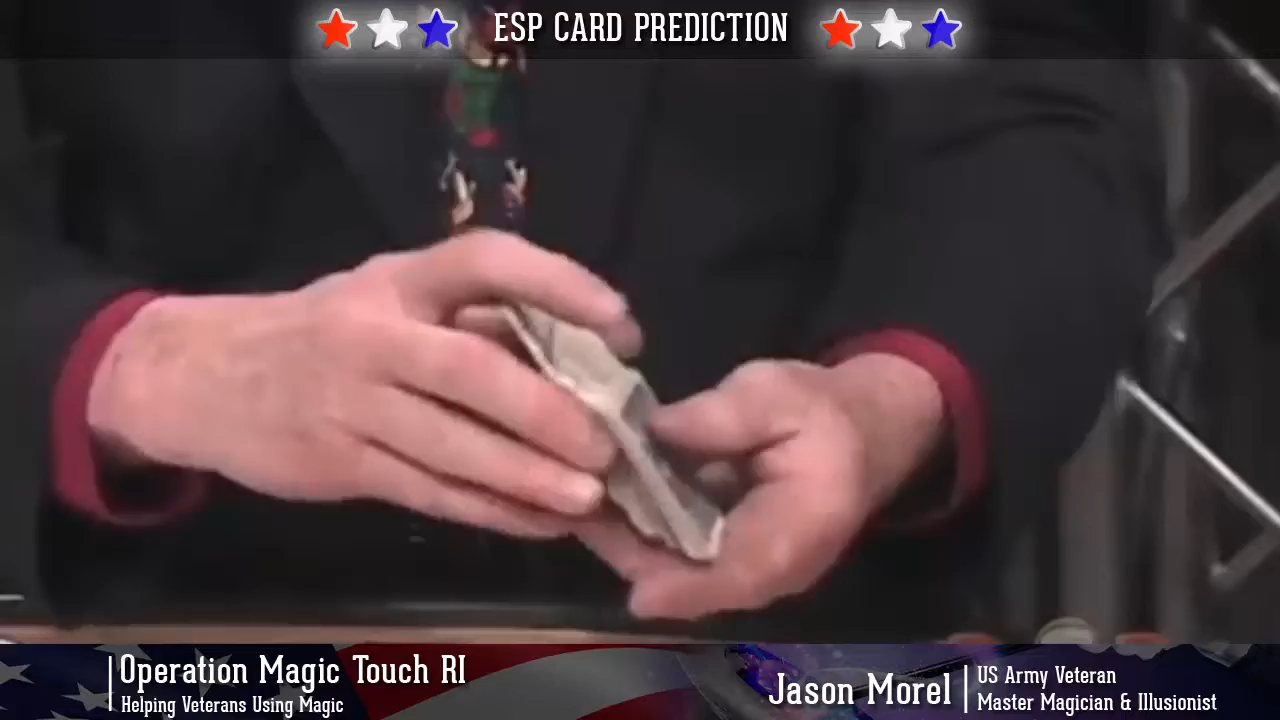 ESP CARD PREDICTION
Operation Magic Touch RI
Helping Veterans Using Magic
Jason Morel
US Army Veteran
Master Magician & Illusionist